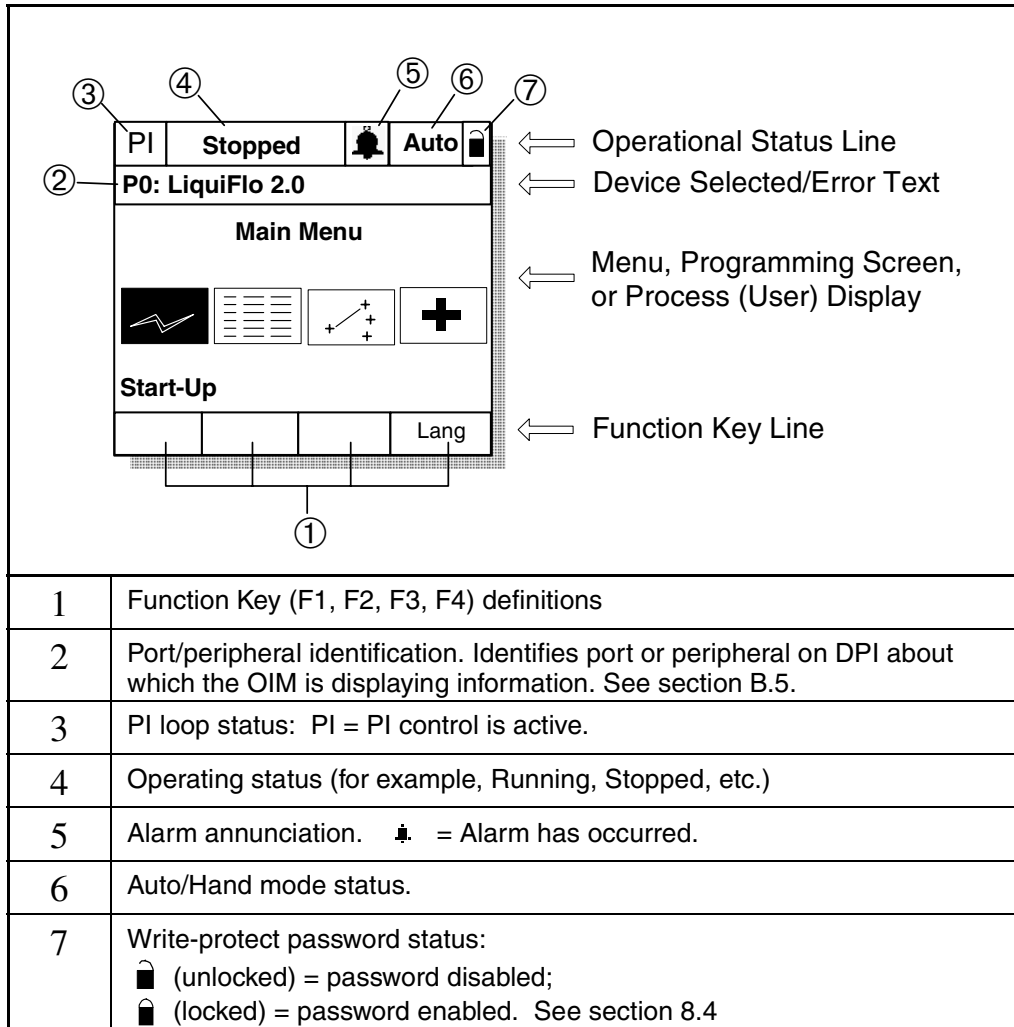 ③ ④ ⑤ ⑥ ⑦
PI Stopped Auto
Operational Status Line
② P0: LiquiFlo 2.0
Device Selected/Error Text
Main Menu
Menu, Programming Screen,
or Process (User) Display
Start-Up
Lang
Function Key Line
①
1 Function Key (F1, F2, F3, F4) definitions
2 Port/peripheral identification. Identifies port or peripheral on DPI about
which the OIM is displaying information. See section B.5.
3 PI loop status: PI = PI control is active.
4 Operating status (for example, Running, Stopped, etc.)
5 Alarm annunciation. = Alarm has occurred.
6 Auto/Hand mode status.
7 Write-protect password status:
(unlocked) = password disabled;
(locked) = password enabled. See section 8.4